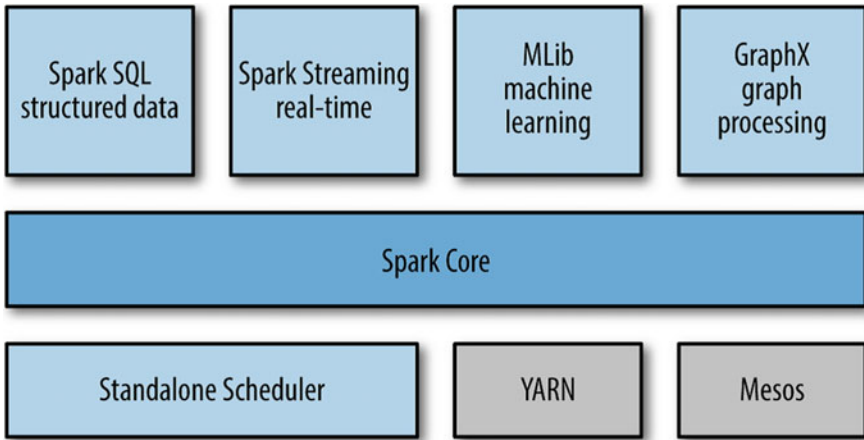 Spark SQL
structured data
Spark Streaming
real-time
MLib
machine
learning
GraphX
graph
processing
Spark Core
Standalone Scheduler
YARN
Mesos